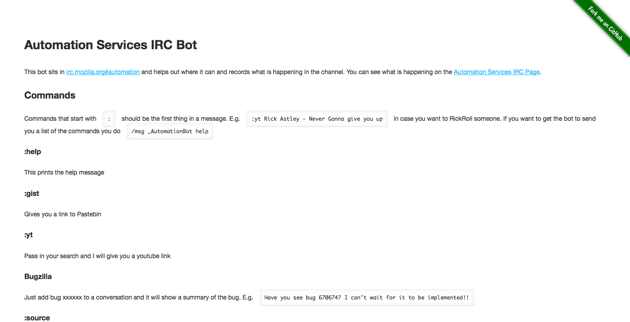 Fork me on GitHub
Automation Services IRC Bot
This bot sits in irc.mozilla.org#automation and helps out where it can and records what is happening in the channel. You can see what is happening on the Automation Services IRC Page.
Commands
Commands that start with : should be the first thing in a message. E.g. :yt Rick Astley - Never Gonna give you up in case you want to RickRoll someone. If you want to get the bot to send
you a list of the commands you do /msg _AutomationBot help
:help
This prints the help message
:gist
Gives you a link to Pastebin
:yt
Pass in your search and I will give you a youtube link
Bugzilla
Just add bug xxxxxx to a conversation and it will show a summary of the bug. E.g. Have you see bug 6706747 I can't wait for it to be implemented!!
:source